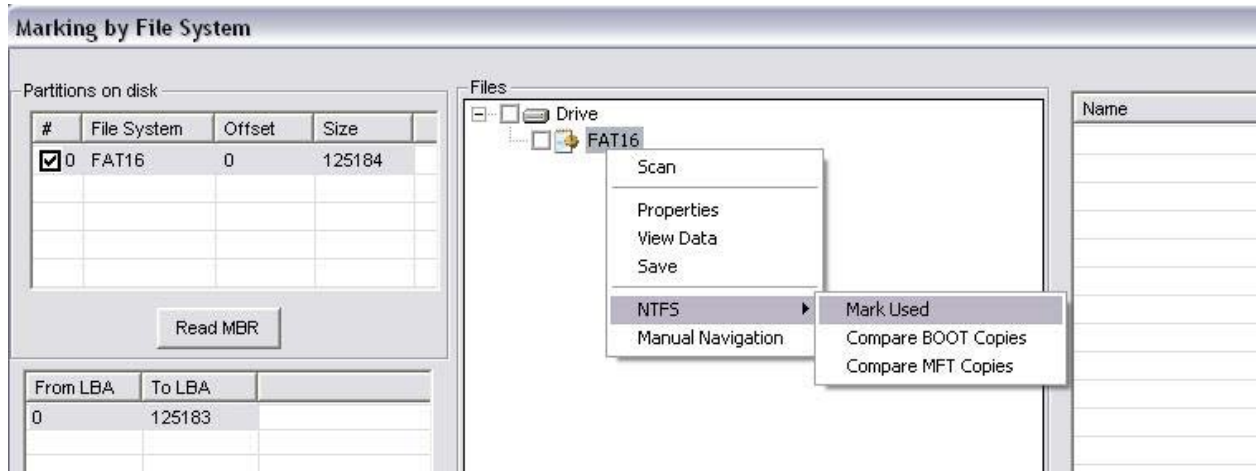 Marking by File System
Partitions on disk
# File System Offset Size
0 FAT16 0 125184
Read MBR
From LBA To LBA
0 125183
Files
Drive
FAT16
Scan
Properties
View Data
Save
NTFS
Manual Navigation
Mark Used
Compare BOOT Copies
Compare MFT Copies
Name